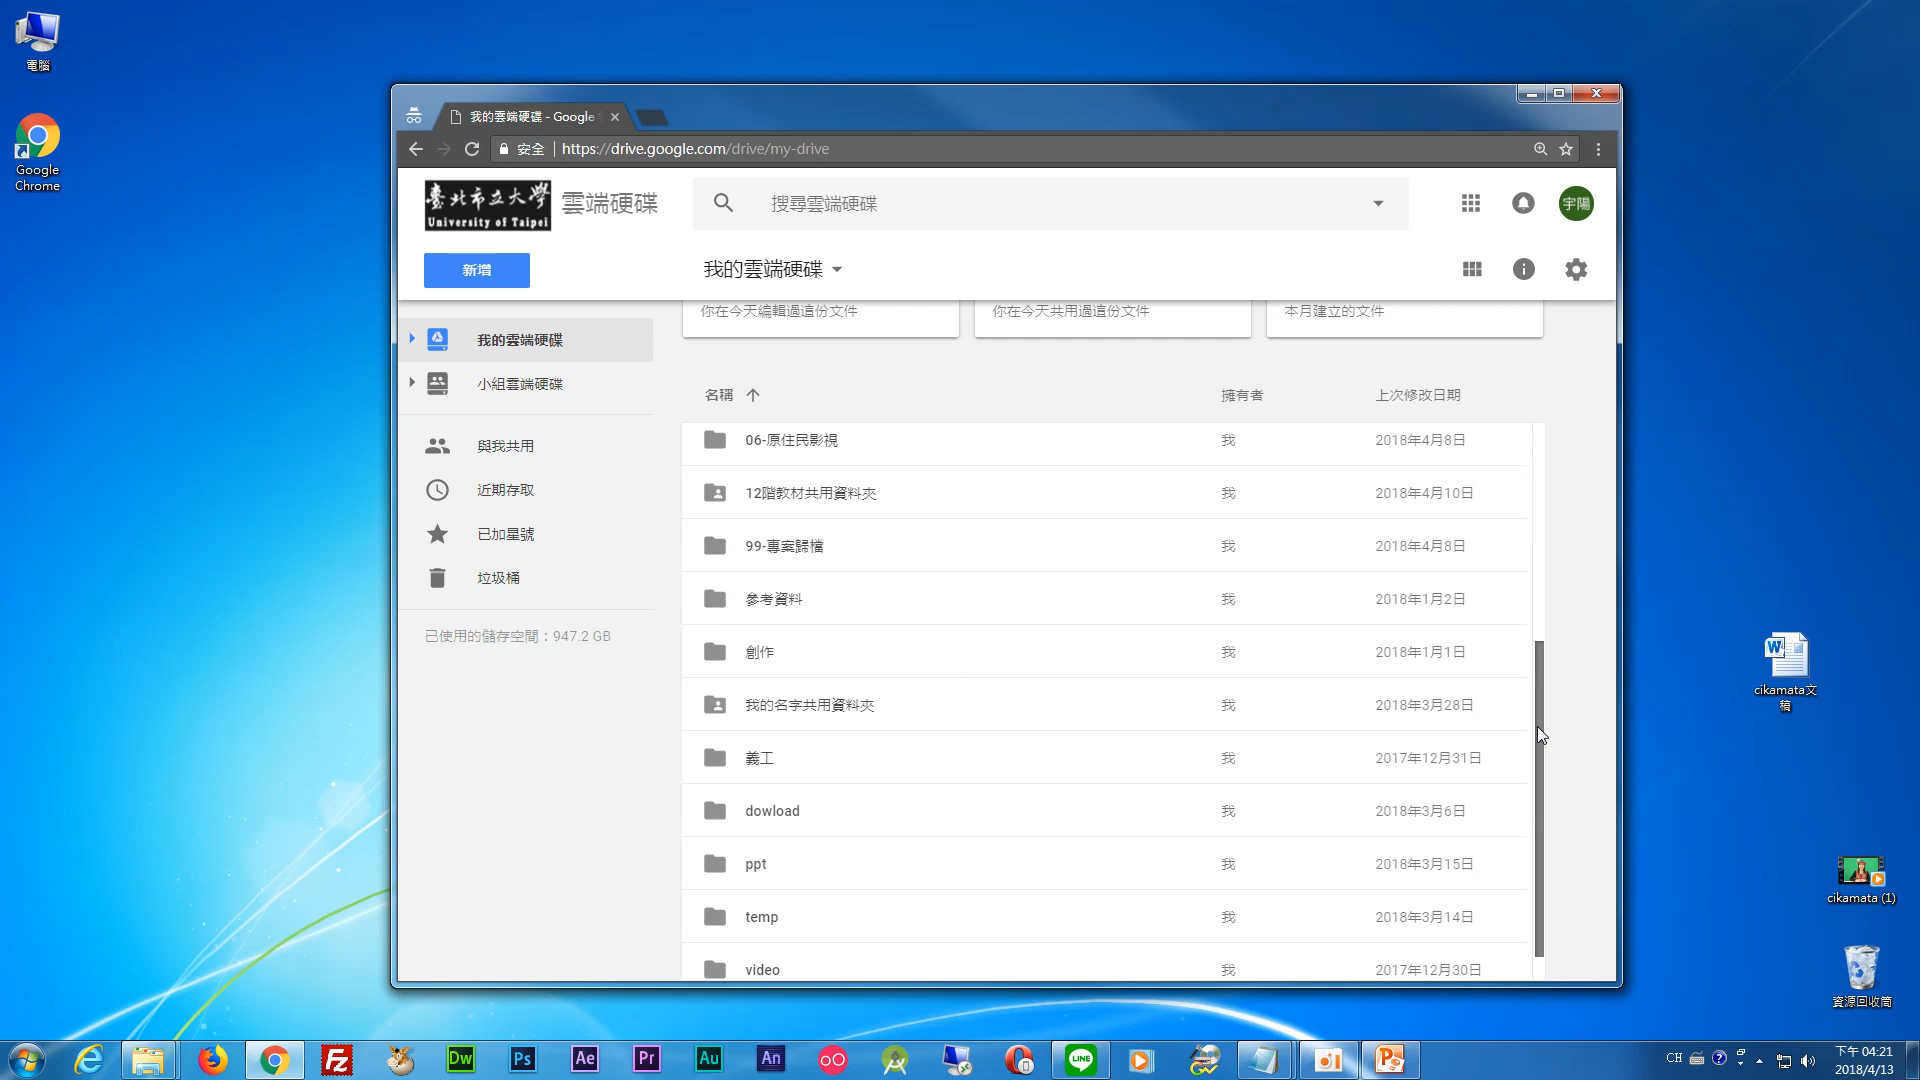 電腦
Google
Chrome
我的雲端硬碟 - Google
安全
https://drive.google.com/drive/my-drive
臺北市立大學
University of Taipei
雲端硬碟
搜尋雲端硬碟
宇陽
新增
我的雲端硬碟
你在今天編輯過這份文件
你在今天共用過這份文件
本月建立的文件
我的雲端硬碟
小組雲端硬碟
與我共用
近期存取
已加星號
垃圾桶
已使用的儲存空間：947.2 GB
名稱 擁有者 上次修改日期
06-原住民影視 我 2018年4月8日
12階教材共用資料夾 我 2018年4月10日
99-專案歸檔 我 2018年4月8日
參考資料 我 2018年1月2日
創作 我 2018年1月1日
我的名字共用資料夾 我 2018年3月28日
義工 我 2017年12月31日
dowload 我 2018年3月6日
ppt 我 2018年3月15日
temp 我 2018年3月14日
video 我 2017年12月30日
cikamata文
稿
cikamata (1)
資源回收筒
Fz
Dw
Ps
Ae
Pr
Au
An
LINE
CH
下午 04:21
2018/4/13